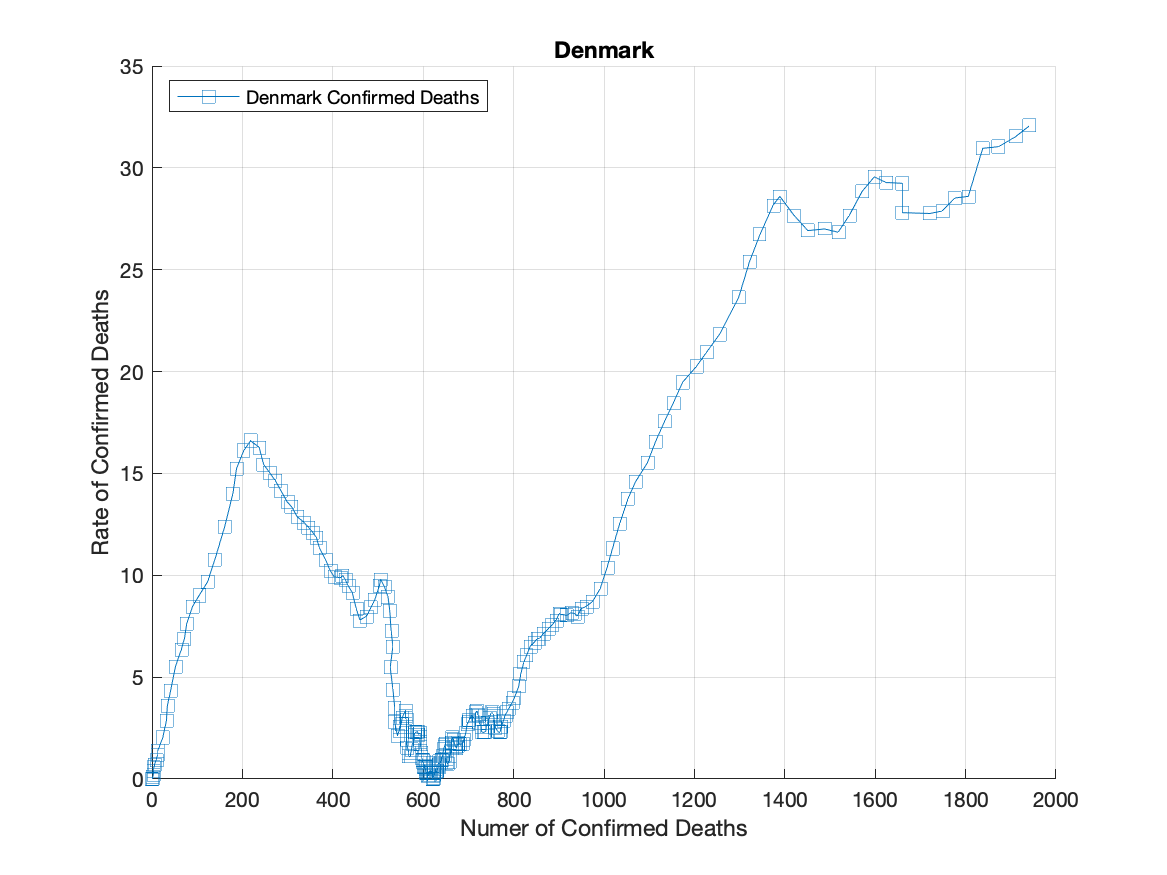 Denmark
Denmark Confirmed Deaths
Rate of Confirmed Deaths
35
30
25
20
15
10
5
0
0 200 400 600 800 1000 1200 1400 1600 1800 2000
Numer of Confirmed Deaths